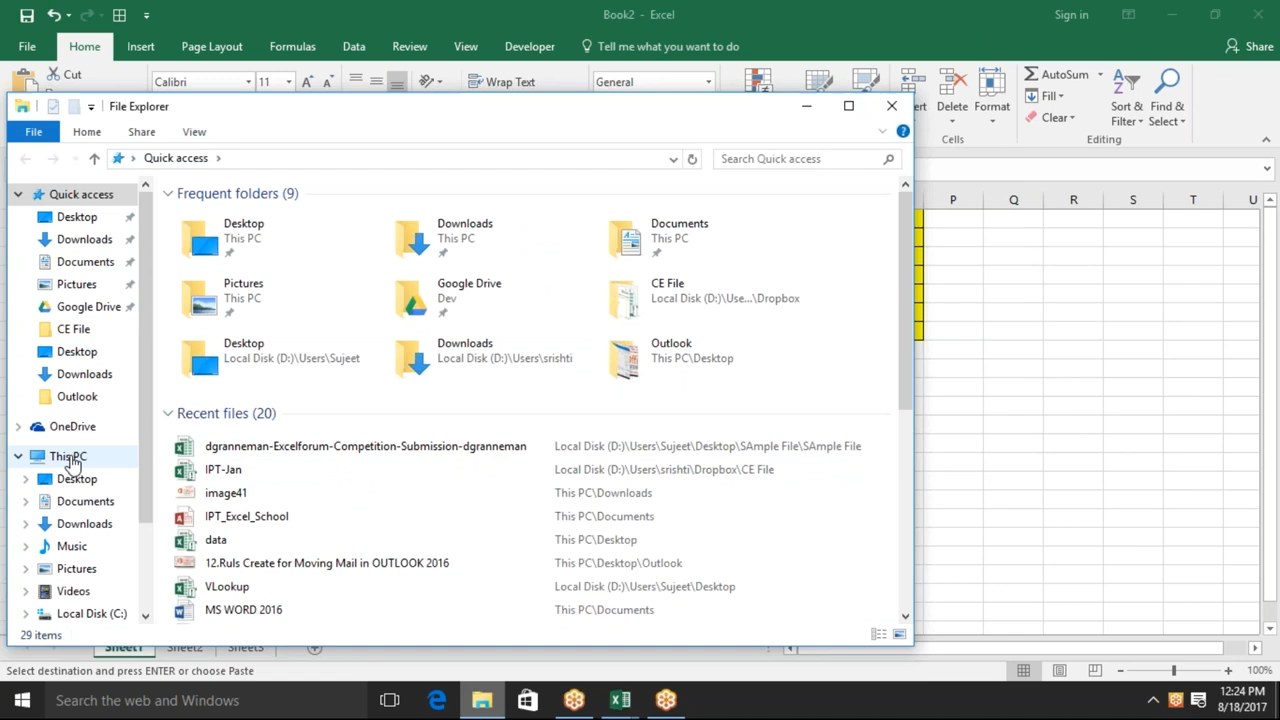 Book2 - Excel
Sign in
File Home Insert Page Layout Formulas Data Review View Developer Tell me what you want to do Share
Cut Calibri 11 Wrap Text General AutoSum
Fill
Clear
Delete Format Sort & Filter Find & Select
Cells Editing
File Explorer
File Home Share View
Quick access Search Quick access
Quick access
Desktop
Downloads
Documents
Pictures
Google Drive
CE File
Desktop
Downloads
Outlook
OneDrive
This PC
Desktop
Documents
Downloads
Music
Pictures
Videos
Local Disk (C:)
Frequent folders (9)
Desktop
This PC
Downloads
This PC
Documents
This PC
Pictures
This PC
Google Drive
Dev
CE File
Local Disk (D:)\Use...\Dropbox
Desktop
Local Disk (D:)\Users\Sujeet
Downloads
Local Disk (D:)\Users\srishti
Outlook
This PC\Desktop
Recent files (20)
dgranneman-Excelforum-Competition-Submission-dgranneman Local Disk (D:)\Users\Sujeet\Desktop\SAmple File\SAmple File
IPT-Jan Local Disk (D:)\Users\srishti\Dropbox\CE File
image41 This PC\Downloads
IPT_Excel_School This PC\Documents
data This PC\Desktop
12.Ruls Create for Moving Mail in OUTLOOK 2016 This PC\Desktop\Outlook
VLookup Local Disk (D:)\Users\Sujeet\Desktop
MS WORD 2016 This PC\Documents
29 items
P Q R S T U
Sheet1 Sheet2 Sheet3
Select destination and press ENTER or choose Paste
100%
Search the web and Windows
12:24 PM
8/18/2017